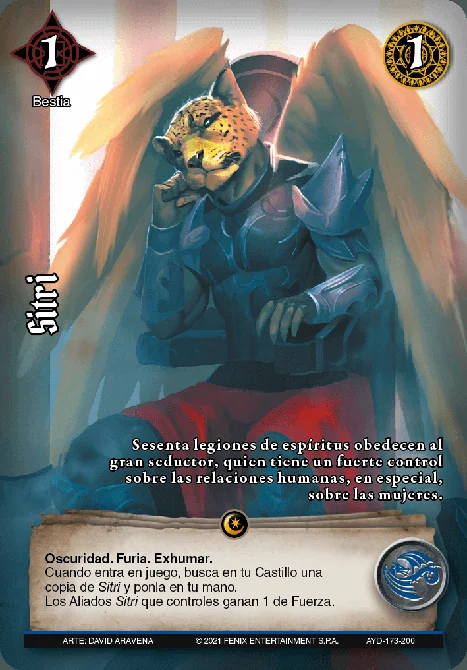 1
1
Bestia
Sitri
Sesenta legiones de espíritus obedecen al
gran seductor, quien tiene un fuerte control
sobre las relaciones humanas, en especial,
sobre las mujeres.
Oscuridad. Furia. Exhumar.
Cuando entra en juego, busca en tu Castillo una
copia de Sitri y ponla en tu mano.
Los Aliados Sitri que controles ganan 1 de Fuerza.
ARTE: DAVID ARAVENA © 2021 FENIX ENTERTAINMENT S.P.A. AYD-173-200